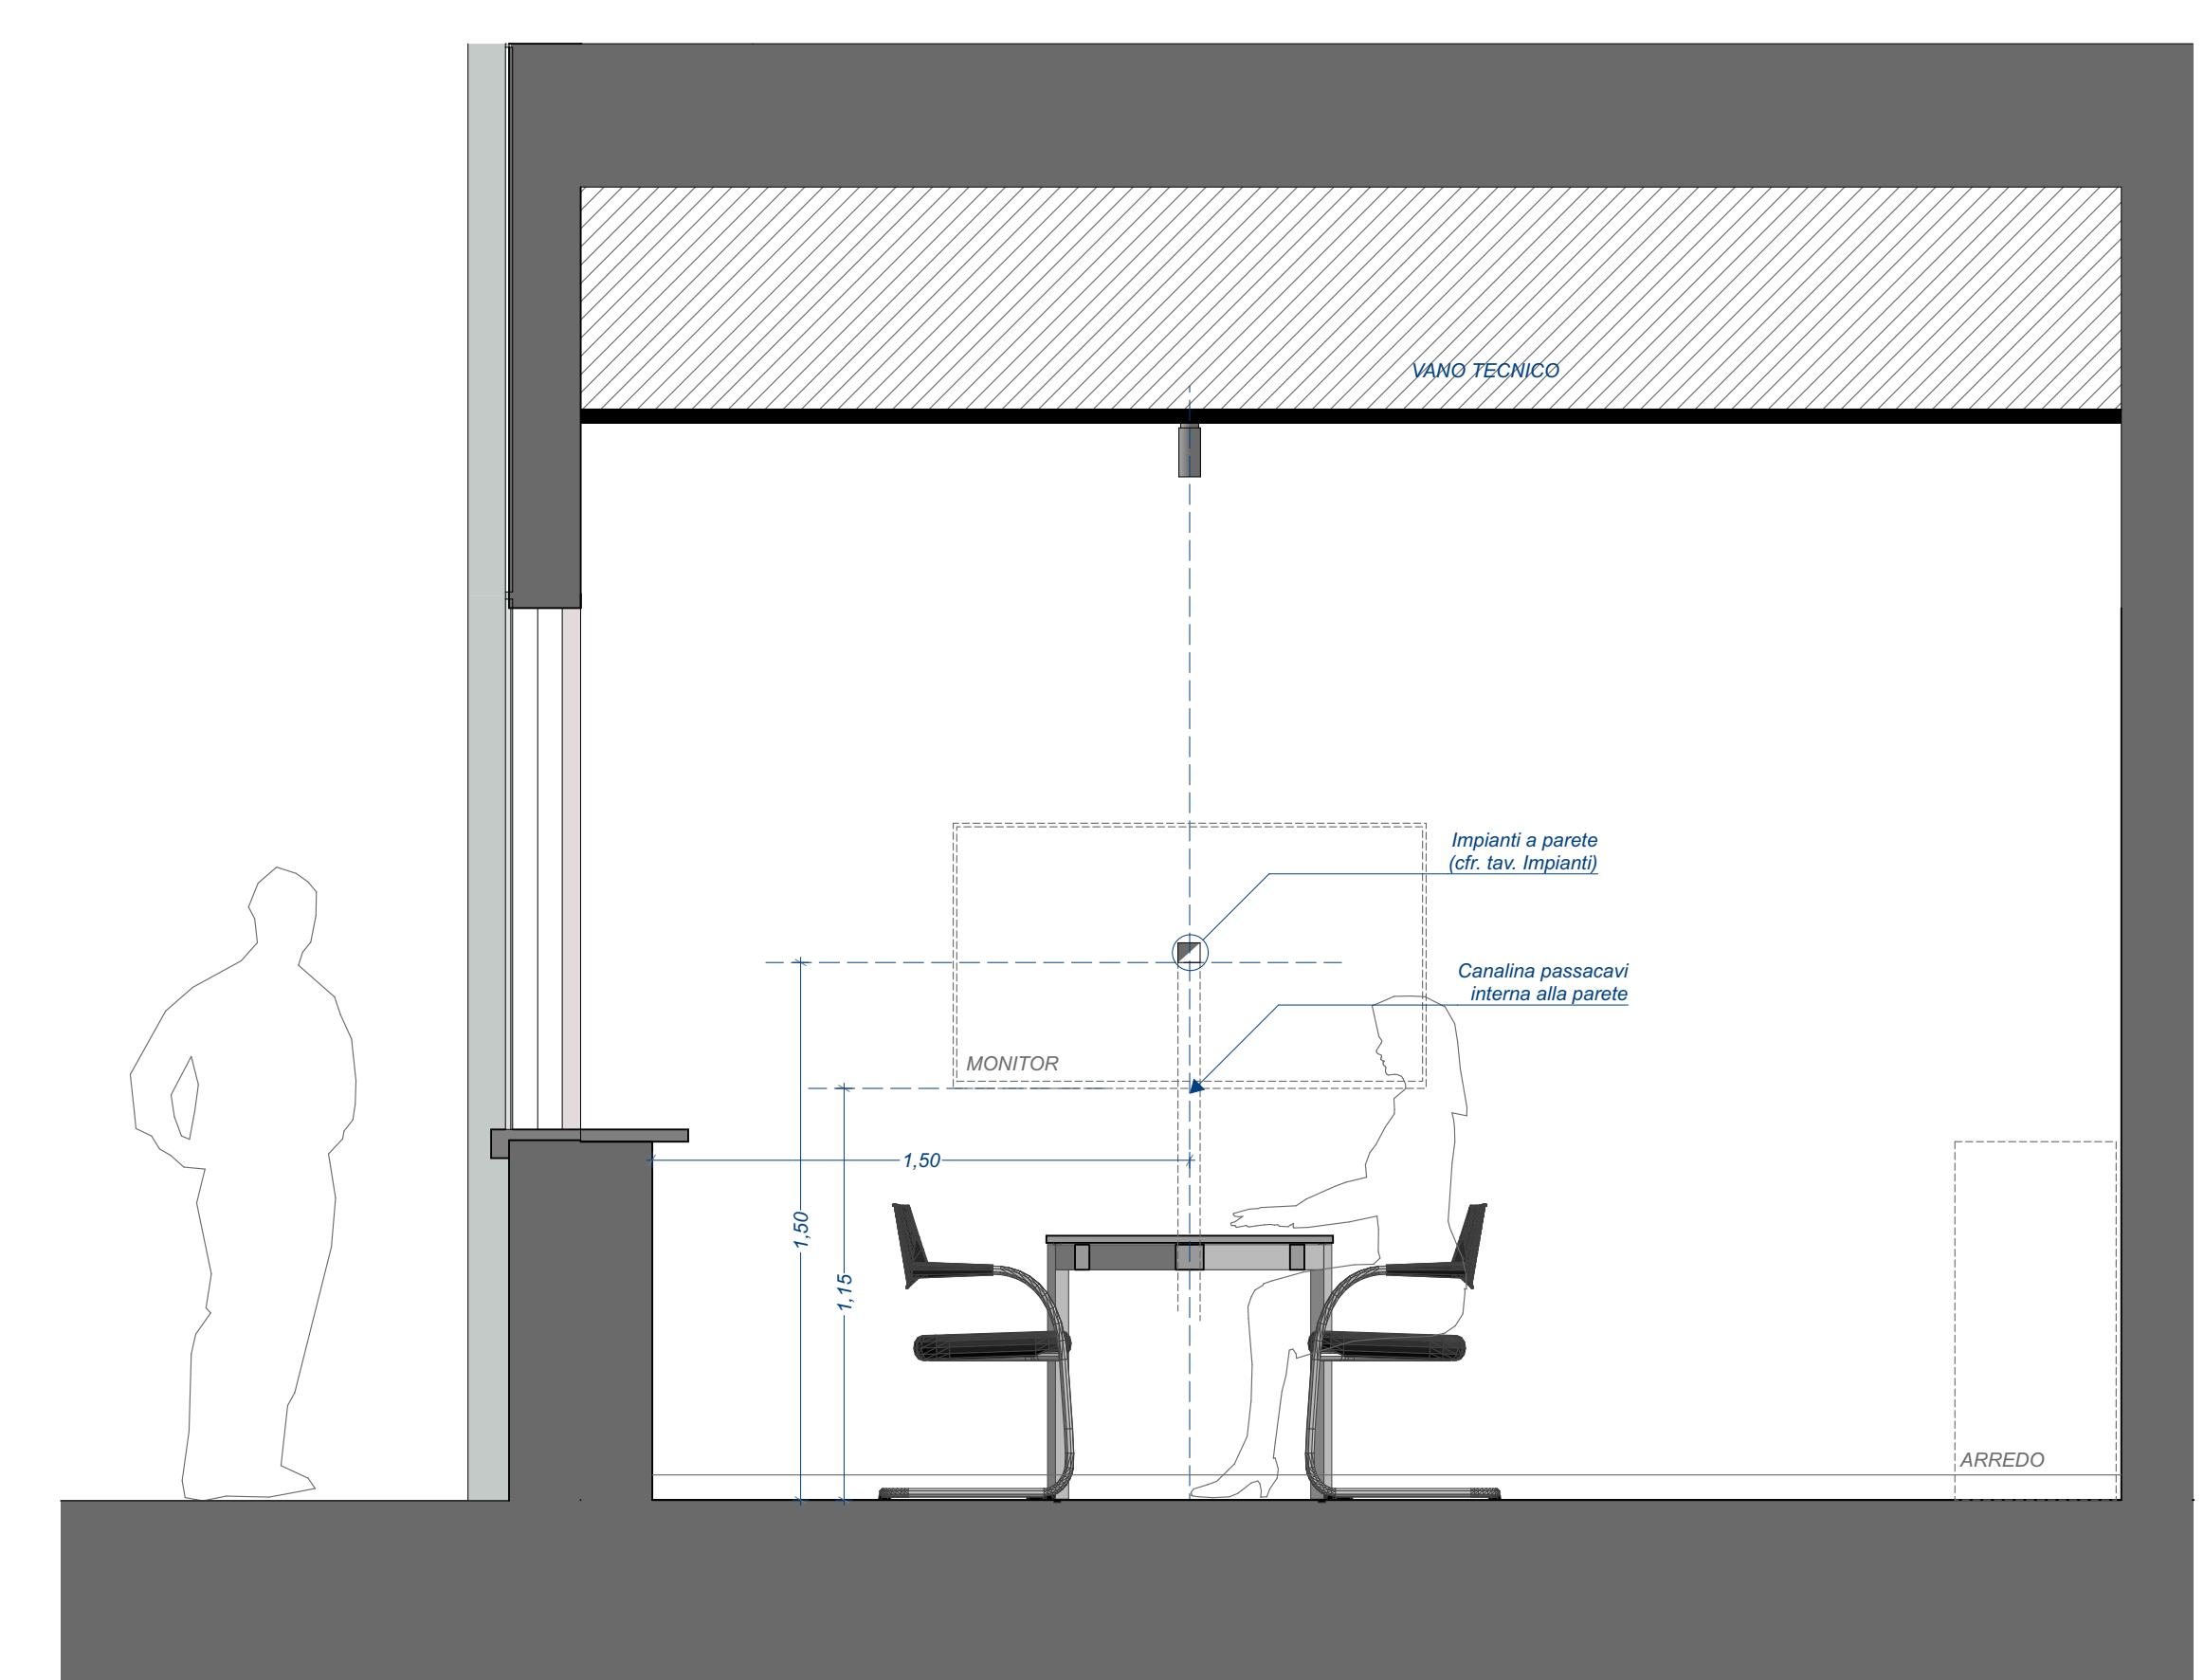 VANO TECNICO
Impianti a parete
(cfr. tav. Impianti)
Canalina passacavi
interna alla parete
MONITOR
1,50
1,50
1,15
ARREDO